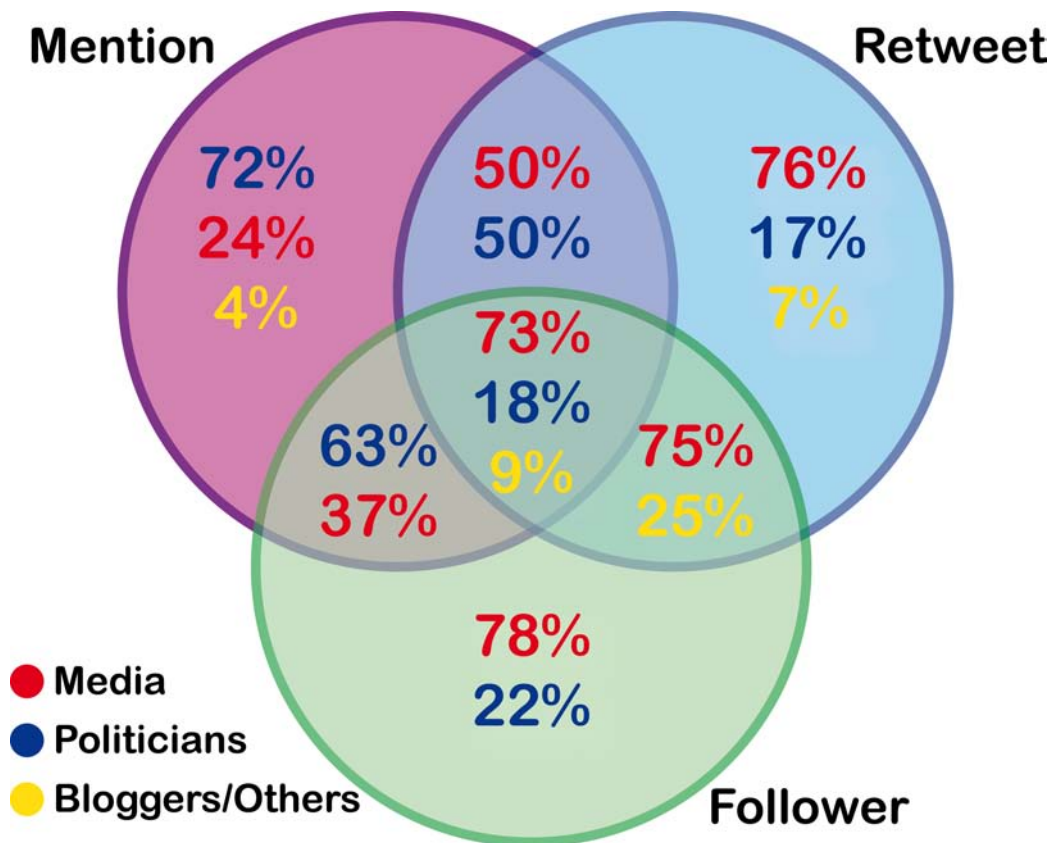 Mention
Retweet
72%
24%
4%
50%
50%
76%
17%
7%
73%
18%
9%
63%
37%
75%
25%
78%
22%
Media
Politicians
Bloggers/Others
Follower